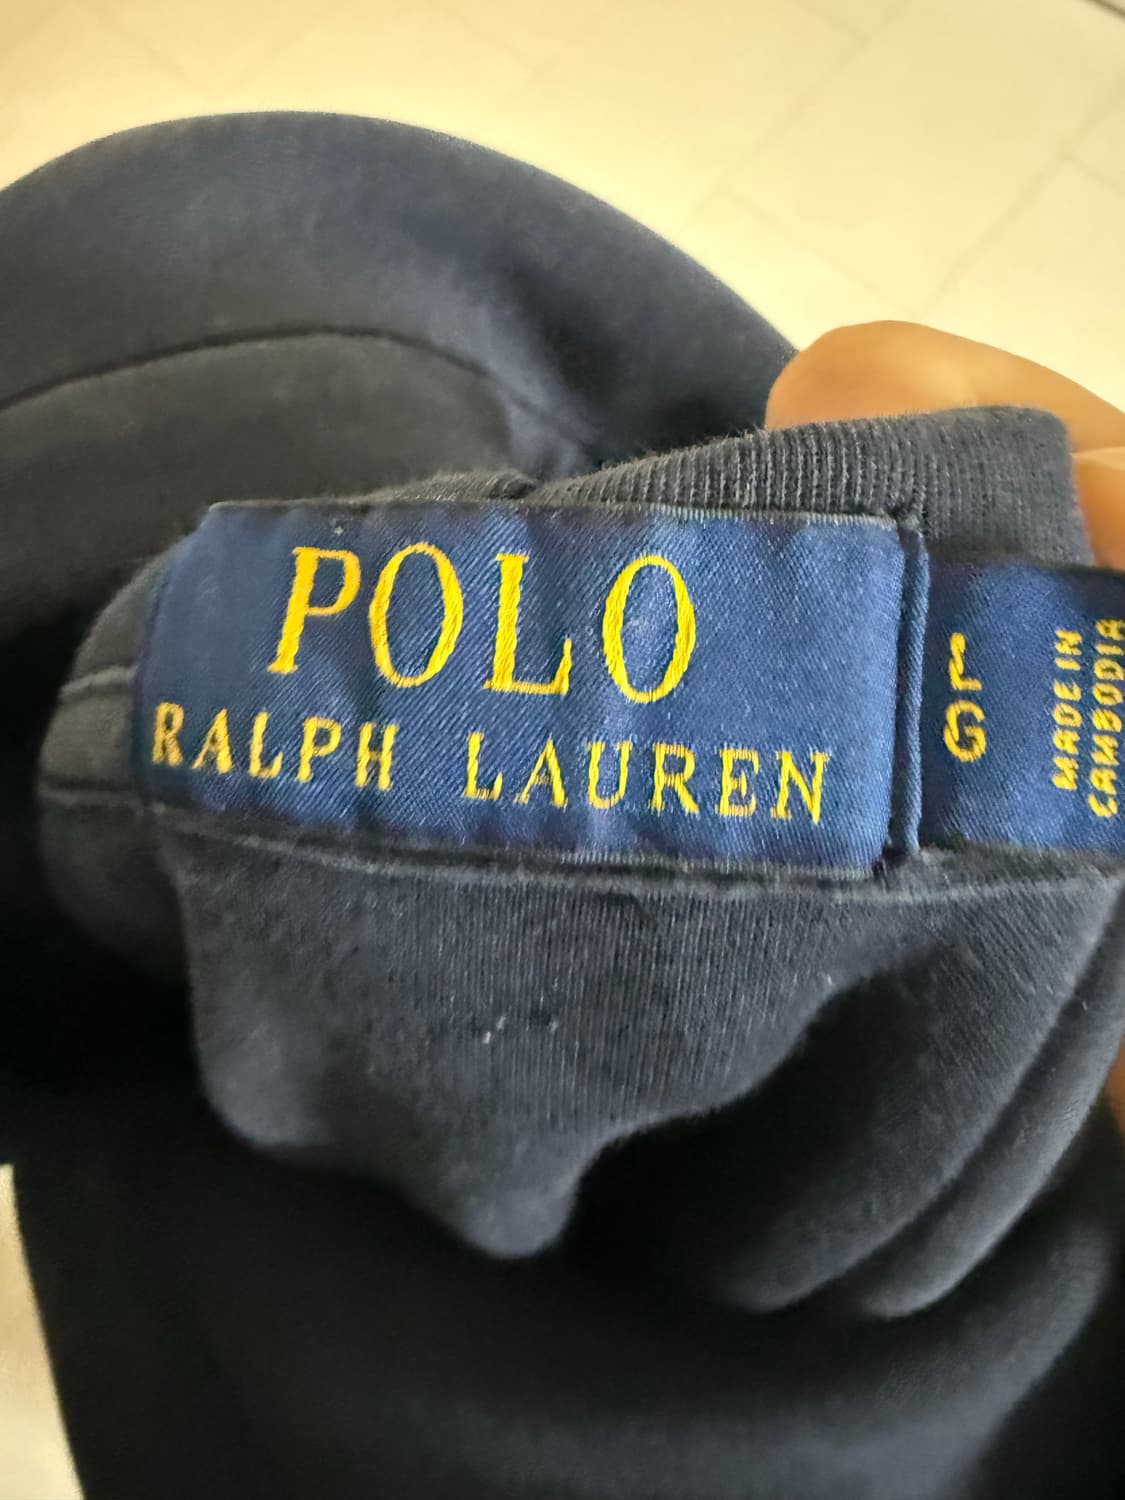 POLO
RALPH LAUREN
L
G
MADE IN
CAMBODIA